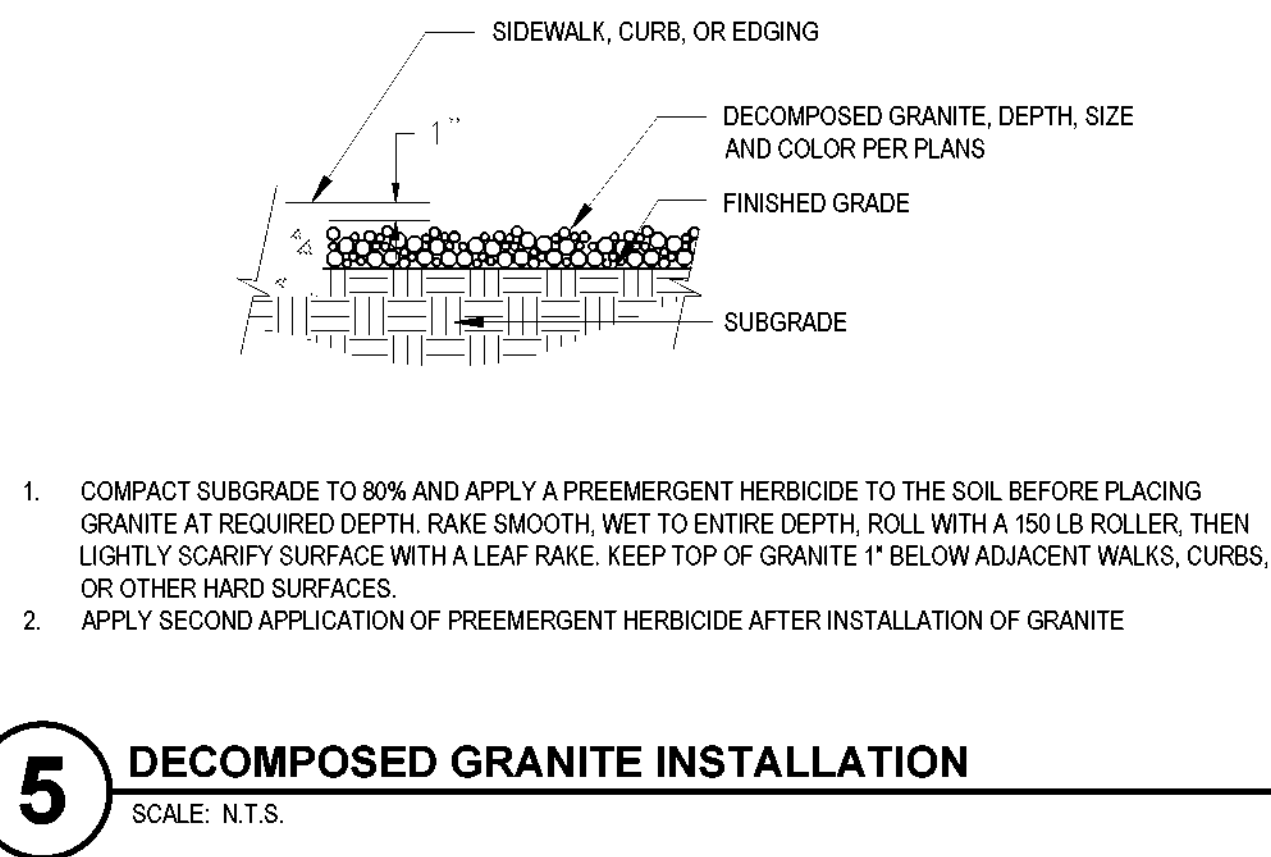 SIDEWALK, CURB, OR EDGING
1"
DECOMPOSED GRANITE, DEPTH, SIZE
AND COLOR PER PLANS
FINISHED GRADE
SUBGRADE
1. COMPACT SUBGRADE TO 80% AND APPLY A PREEMERGENT HERBICIDE TO THE SOIL BEFORE PLACING
GRANITE AT REQUIRED DEPTH. RAKE SMOOTH, WET TO ENTIRE DEPTH, ROLL WITH A 150 LB ROLLER, THEN
LIGHTLY SCARIFY SURFACE WITH A LEAF RAKE. KEEP TOP OF GRANITE 1" BELOW ADJACENT WALKS, CURBS,
OR OTHER HARD SURFACES.
2. APPLY SECOND APPLICATION OF PREEMERGENT HERBICIDE AFTER INSTALLATION OF GRANITE
5
DECOMPOSED GRANITE INSTALLATION
SCALE: N.T.S.